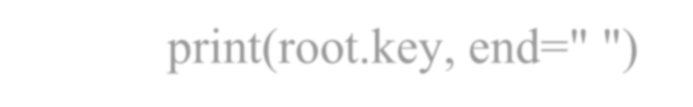 print(root.key, end=" ")